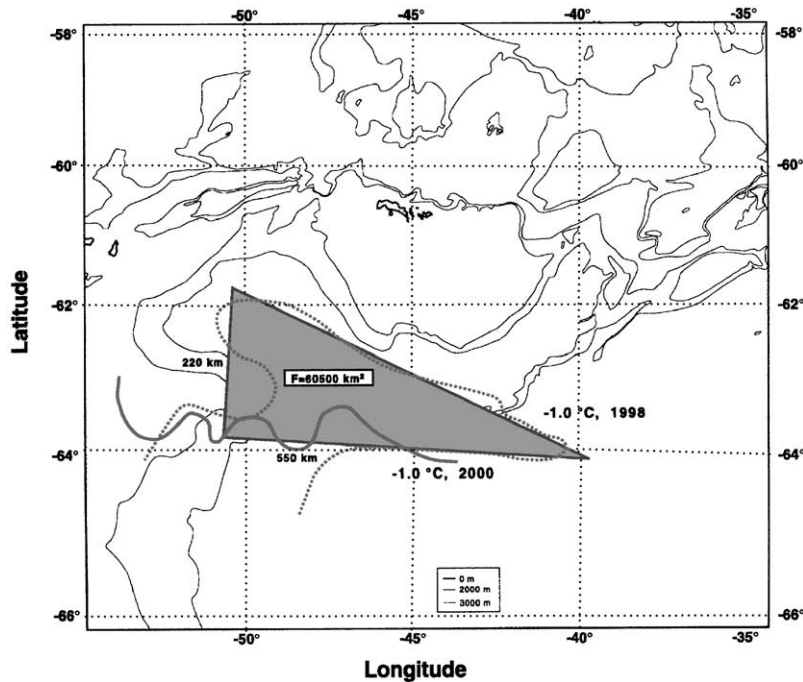 -50° -45° -40° -35°
-58° -58°
-60° -60°
-62° -62°
220 km
F=60500 km²
-1.0 °C, 1998
-64° -64°
550 km
-1.0 °C, 2000
0 m
2000 m
3000 m
-66° -66°
-50° -45° -40° -35°
Latitude
Longitude